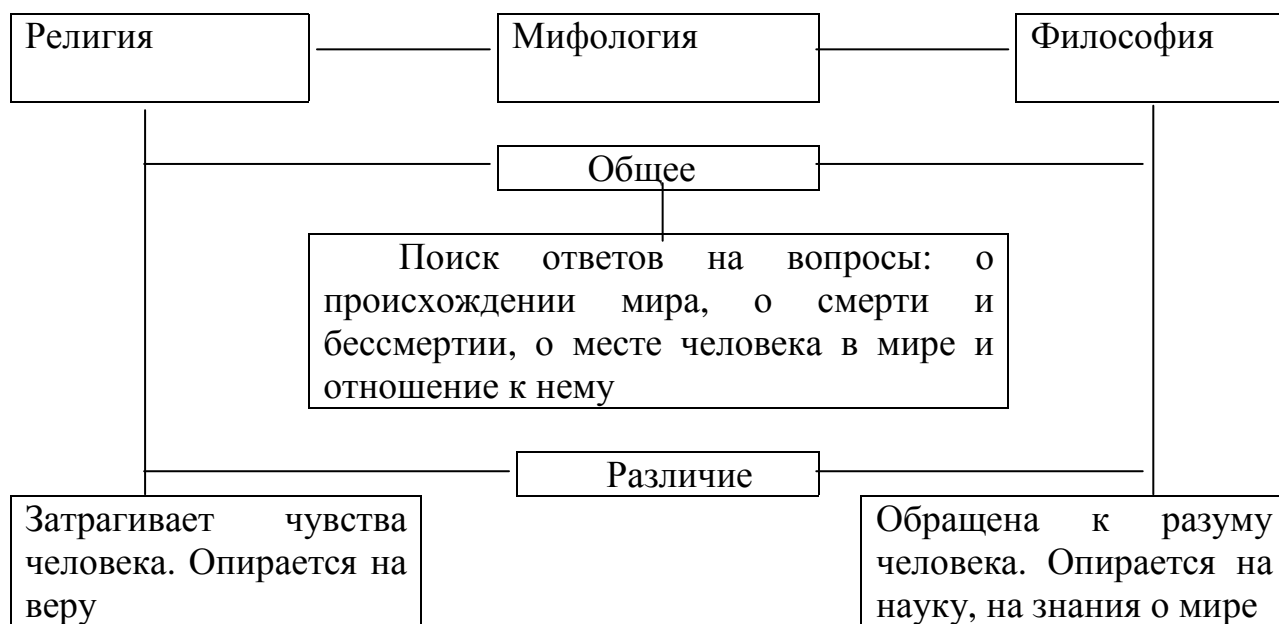 Религия
Мифология
Философия
Общее
Поиск ответов на вопросы: о
происхождении мира, о смерти и
бессмертии, о месте человека в мире и
отношение к нему
Различие
Затрагивает чувства
человека. Опирается на
веру
Обращена к разуму
человека. Опирается на
науку, на знания о мире